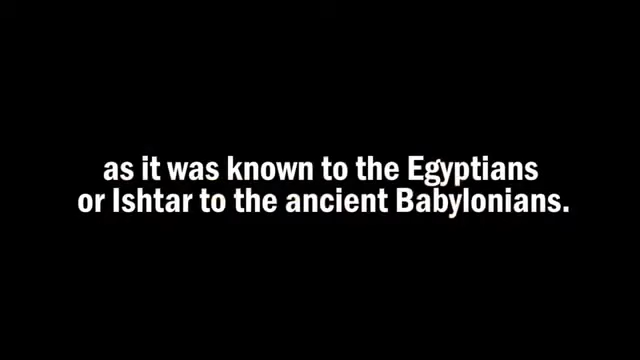 as it was known to the Egyptians
or Ishtar to the ancient Babylonians.